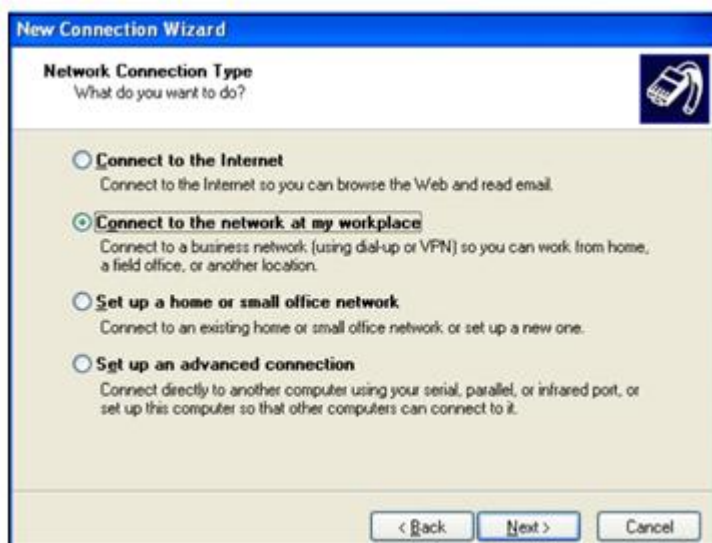 New Connection Wizard
Network Connection Type
What do you want to do?
Connect to the Internet
Connect to the Internet so you can browse the Web and read email.
Connect to the network at my workplace
Connect to a business network (using dial-up or VPN) so you can work from home,
a field office, or another location.
Set up a home or small office network
Connect to an existing home or small office network or set up a new one.
Set up an advanced connection
Connect directly to another computer using your serial, parallel, or infrared port, or
set up this computer so that other computers can connect to it.
< Back Next > Cancel